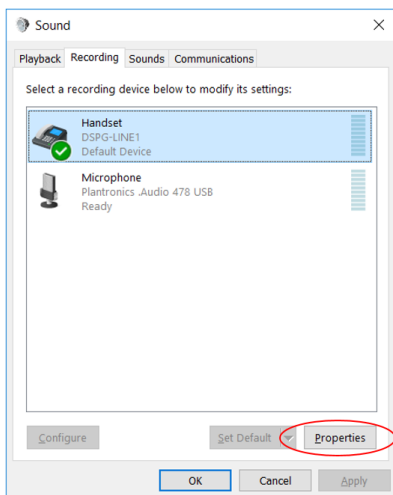 Sound
Playback Recording Sounds Communications
Select a recording device below to modify its settings:
Handset
DSPG-LINE1
Default Device
Microphone
Plantronics .Audio 478 USB
Ready
Configure Set Default Properties
OK Cancel Apply